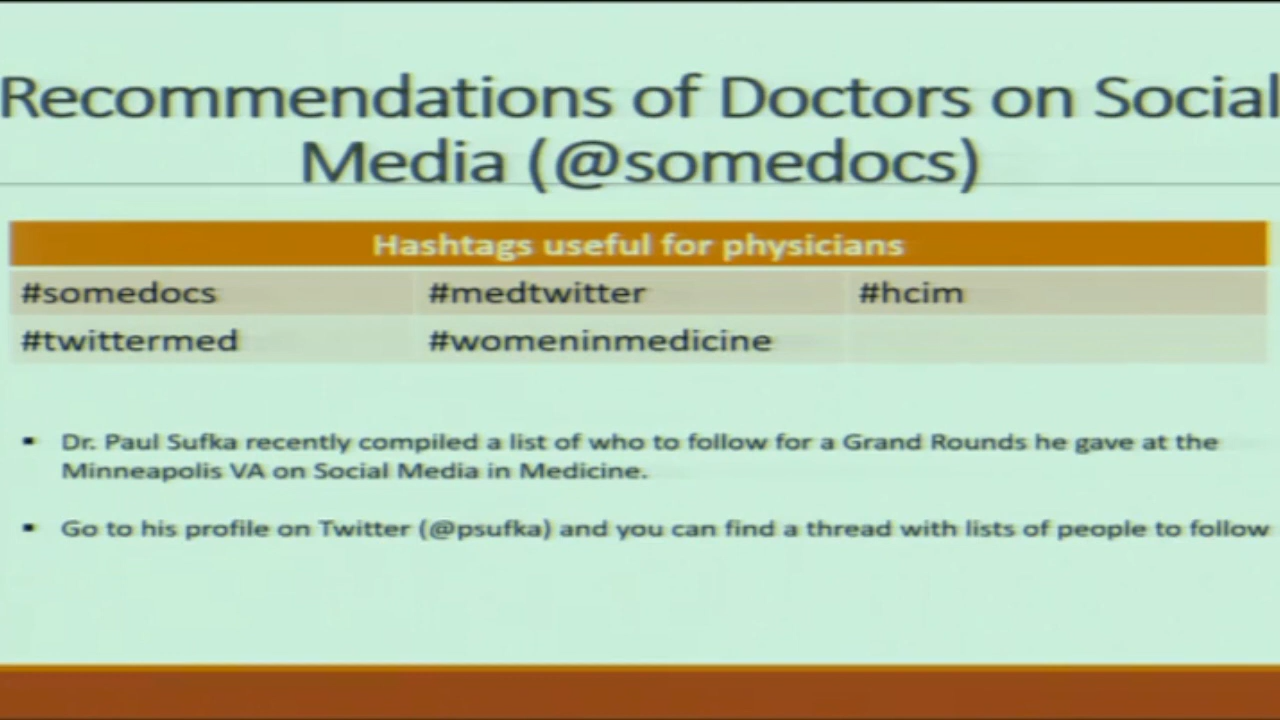 Recommendations of Doctors on Social
Media (@somedocs)
Hashtags useful for physicians
#somedocs #medtwitter #hcim
#twittermed #womeninmedicine
▪ Dr. Paul Sufka recently compiled a list of who to follow for a Grand Rounds he gave at the
Minneapolis VA on Social Media in Medicine.
▪ Go to his profile on Twitter (@psufka) and you can find a thread with lists of people to follow